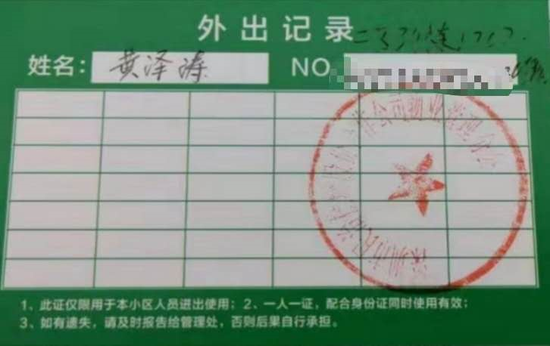 外出记录
姓名: 黄泽涛 NO
1、此证仅限用于本小区人员进出使用；2、一人一证，配合身份证同时使用有效；
3、如有遗失，请及时报告给管理处，否则后果自行承担。